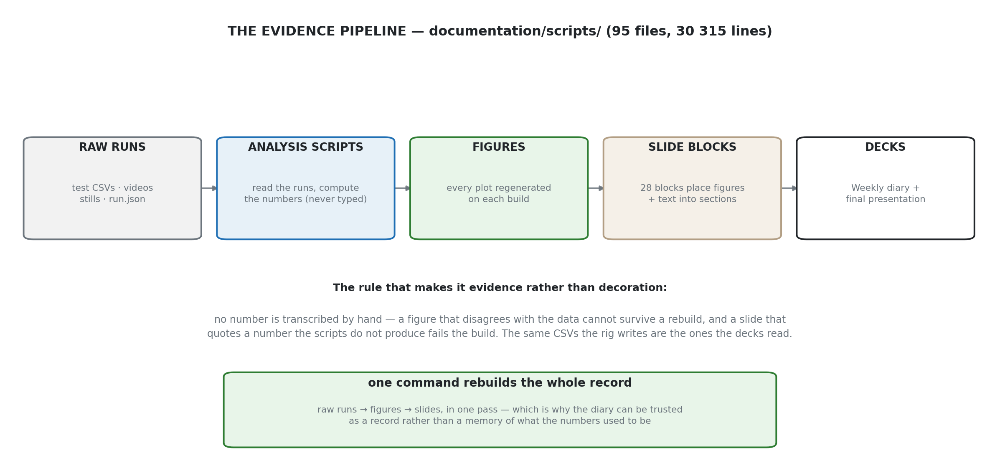 THE EVIDENCE PIPELINE — documentation/scripts/ (95 files, 30 315 lines)
RAW RUNS
test CSVs · videos
stills · run.json
ANALYSIS SCRIPTS
read the runs, compute
the numbers (never typed)
FIGURES
every plot regenerated
on each build
SLIDE BLOCKS
28 blocks place figures
+ text into sections
DECKS
Weekly diary +
final presentation
The rule that makes it evidence rather than decoration:
no number is transcribed by hand — a figure that disagrees with the data cannot survive a rebuild, and a slide that
quotes a number the scripts do not produce fails the build. The same CSVs the rig writes are the ones the decks read.
one command rebuilds the whole record
raw runs → figures → slides, in one pass — which is why the diary can be trusted
as a record rather than a memory of what the numbers used to be